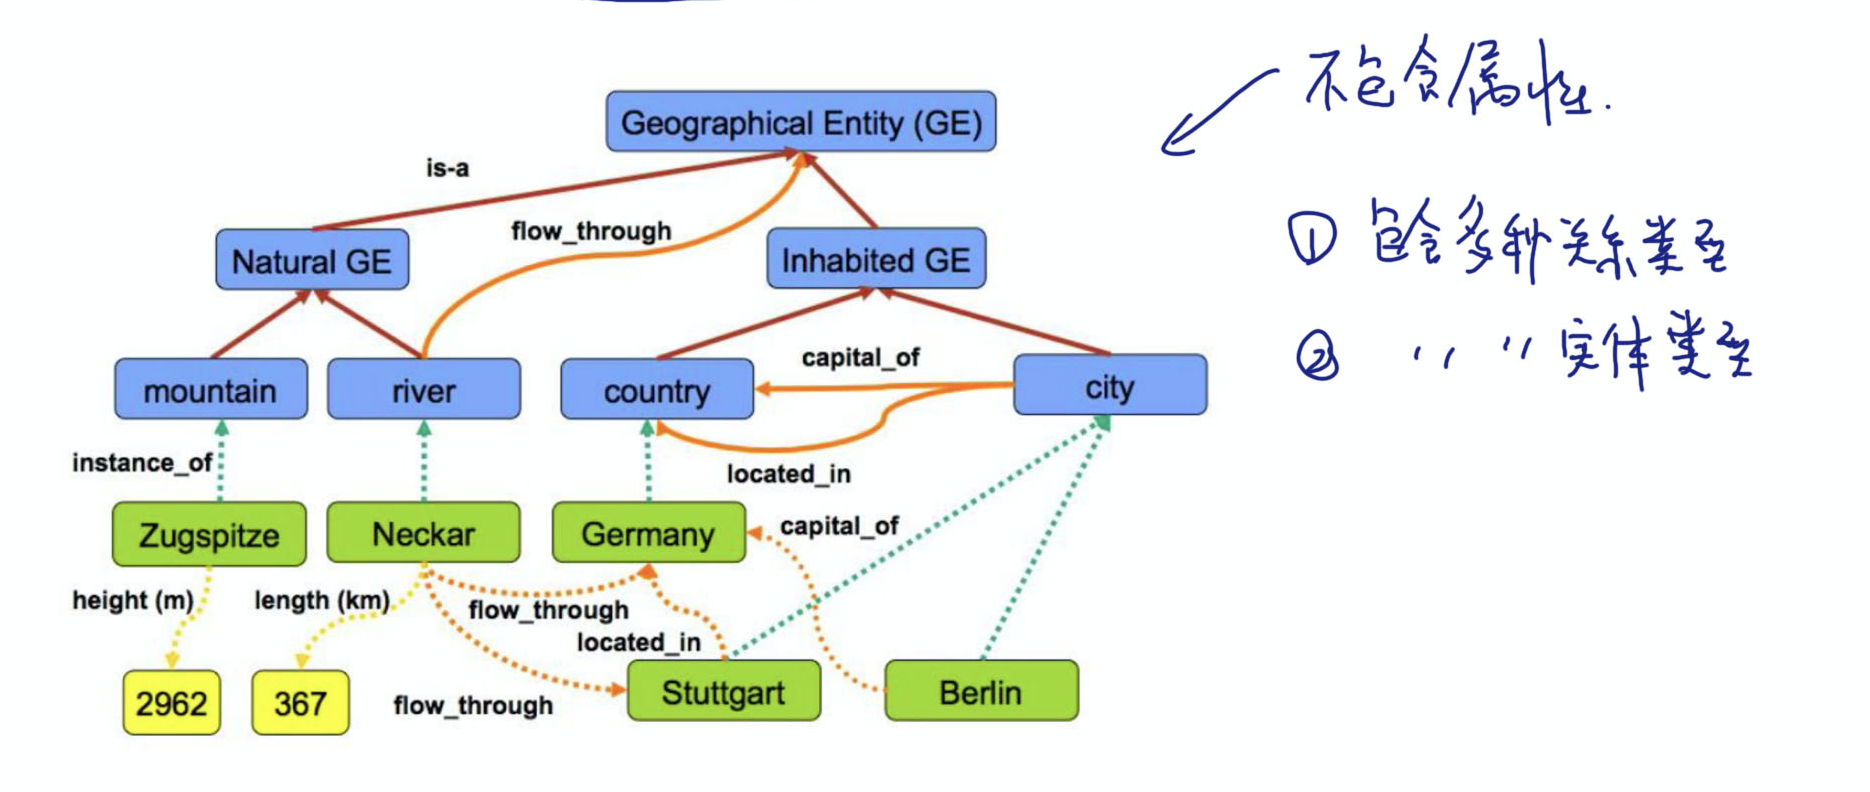 不包含属性.
Geographical Entity (GE)
is-a
flow_through
① 包含多种关系类型
Natural GE
Inhabited GE
② 〃 〃 实体类型
capital_of
mountain
river
country
city
instance_of
located_in
Zugspitze
Neckar
Germany
capital_of
height (m)
length (km)
flow_through
located_in
2962
367
flow_through
Stuttgart
Berlin